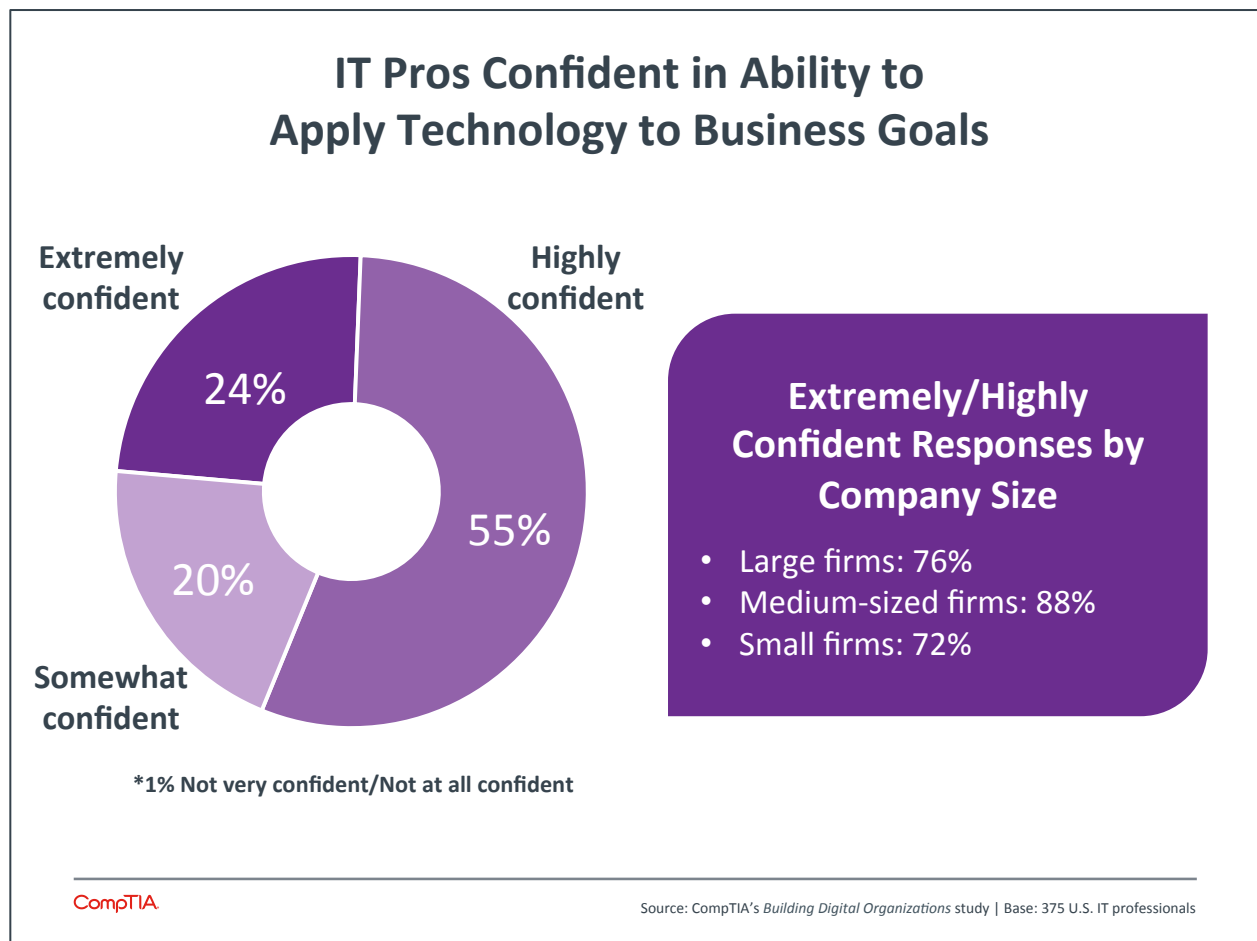 IT Pros Confident in Ability to
Apply Technology to Business Goals
Extremely
confident
Highly
confident
24%
55%
20%
Somewhat
confident
*1% Not very confident/Not at all confident
Extremely/Highly
Confident Responses by
Company Size
• Large firms: 76%
• Medium-sized firms: 88%
• Small firms: 72%
CompTIA.
Source: CompTIA's Building Digital Organizations study | Base: 375 U.S. IT professionals